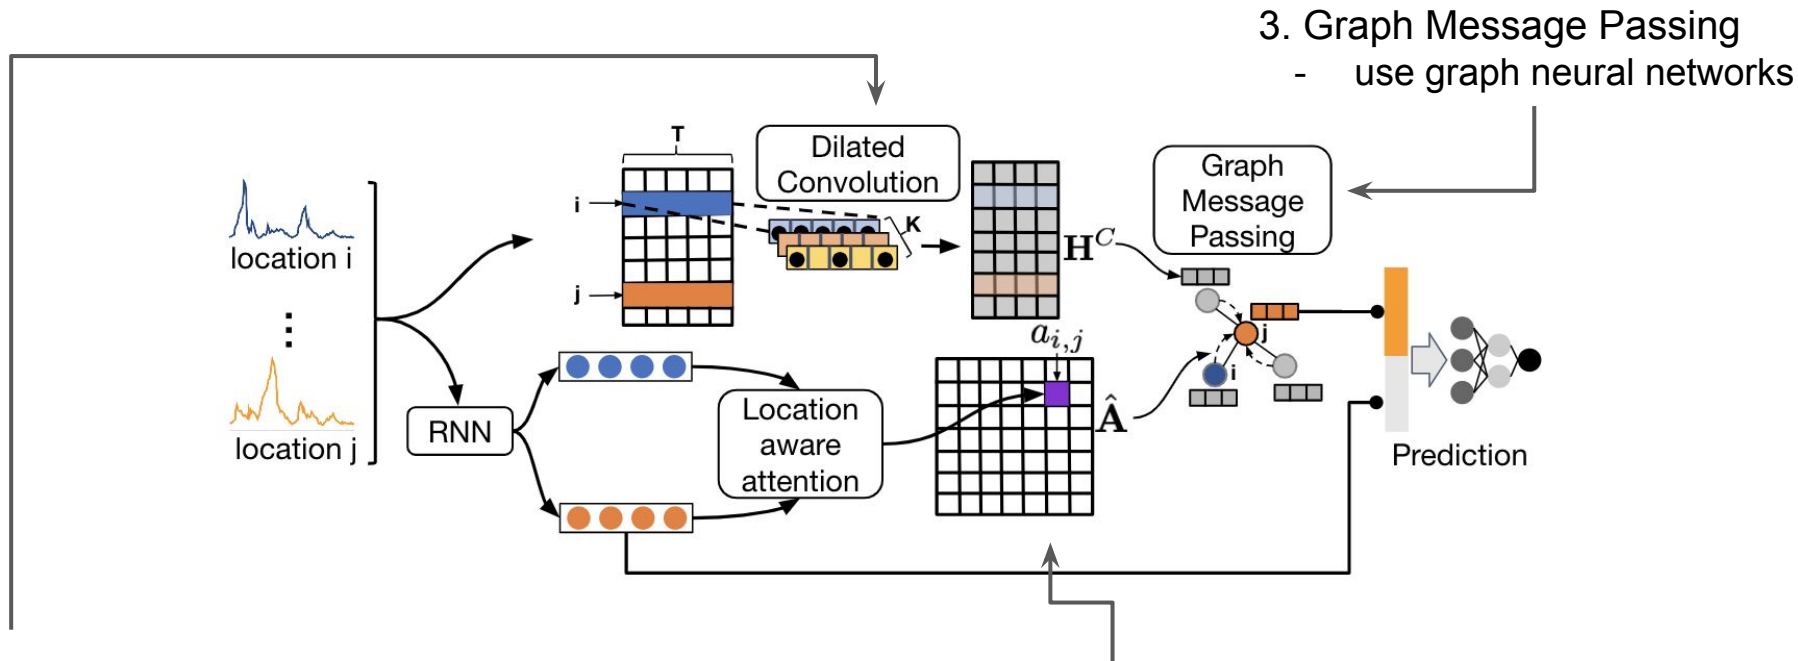 3. Graph Message Passing
- use graph neural networks
T
Dilated
Convolution
Graph
Message
Passing
i
K
location i
H^C
j
a_{i,j}
j
i
RNN
Location
aware
attention
Â
location j
Prediction